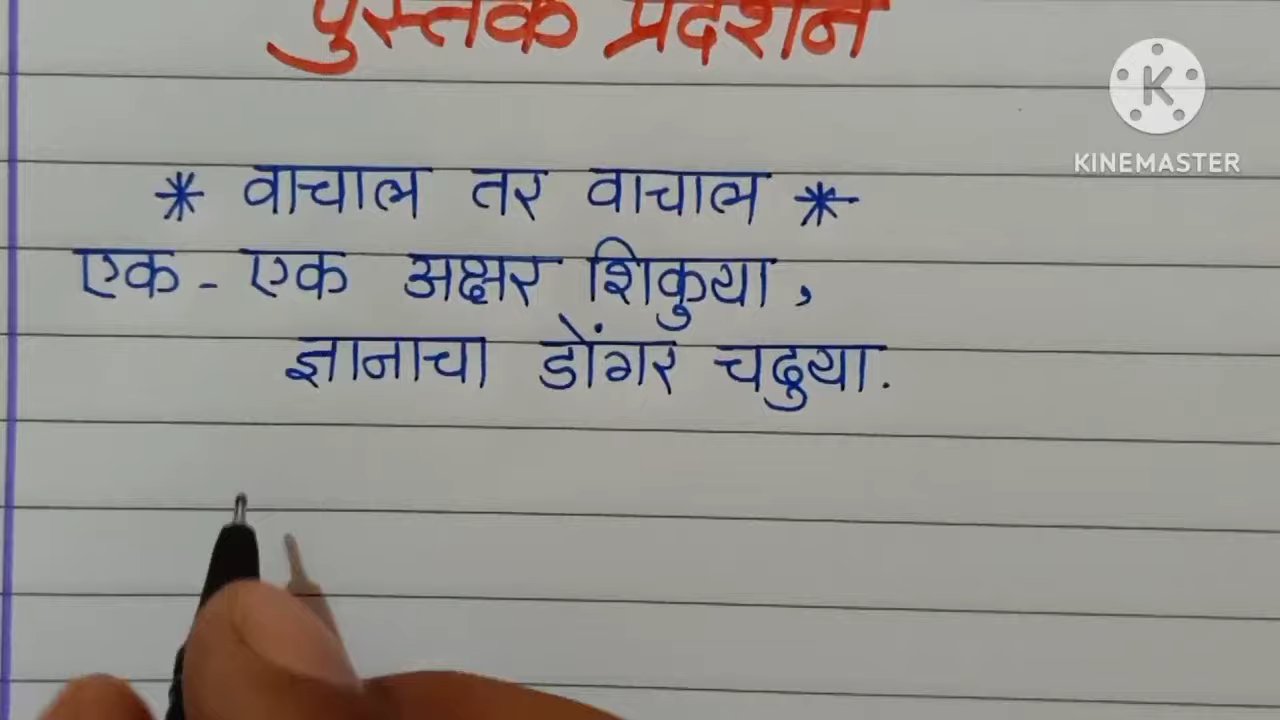 पुस्तक प्रदर्शन
* वाचाल तर वाचाल *
एक - एक अक्षर शिकुया ,
ज्ञानाचा डोंगर चढुया .
KINEMASTER